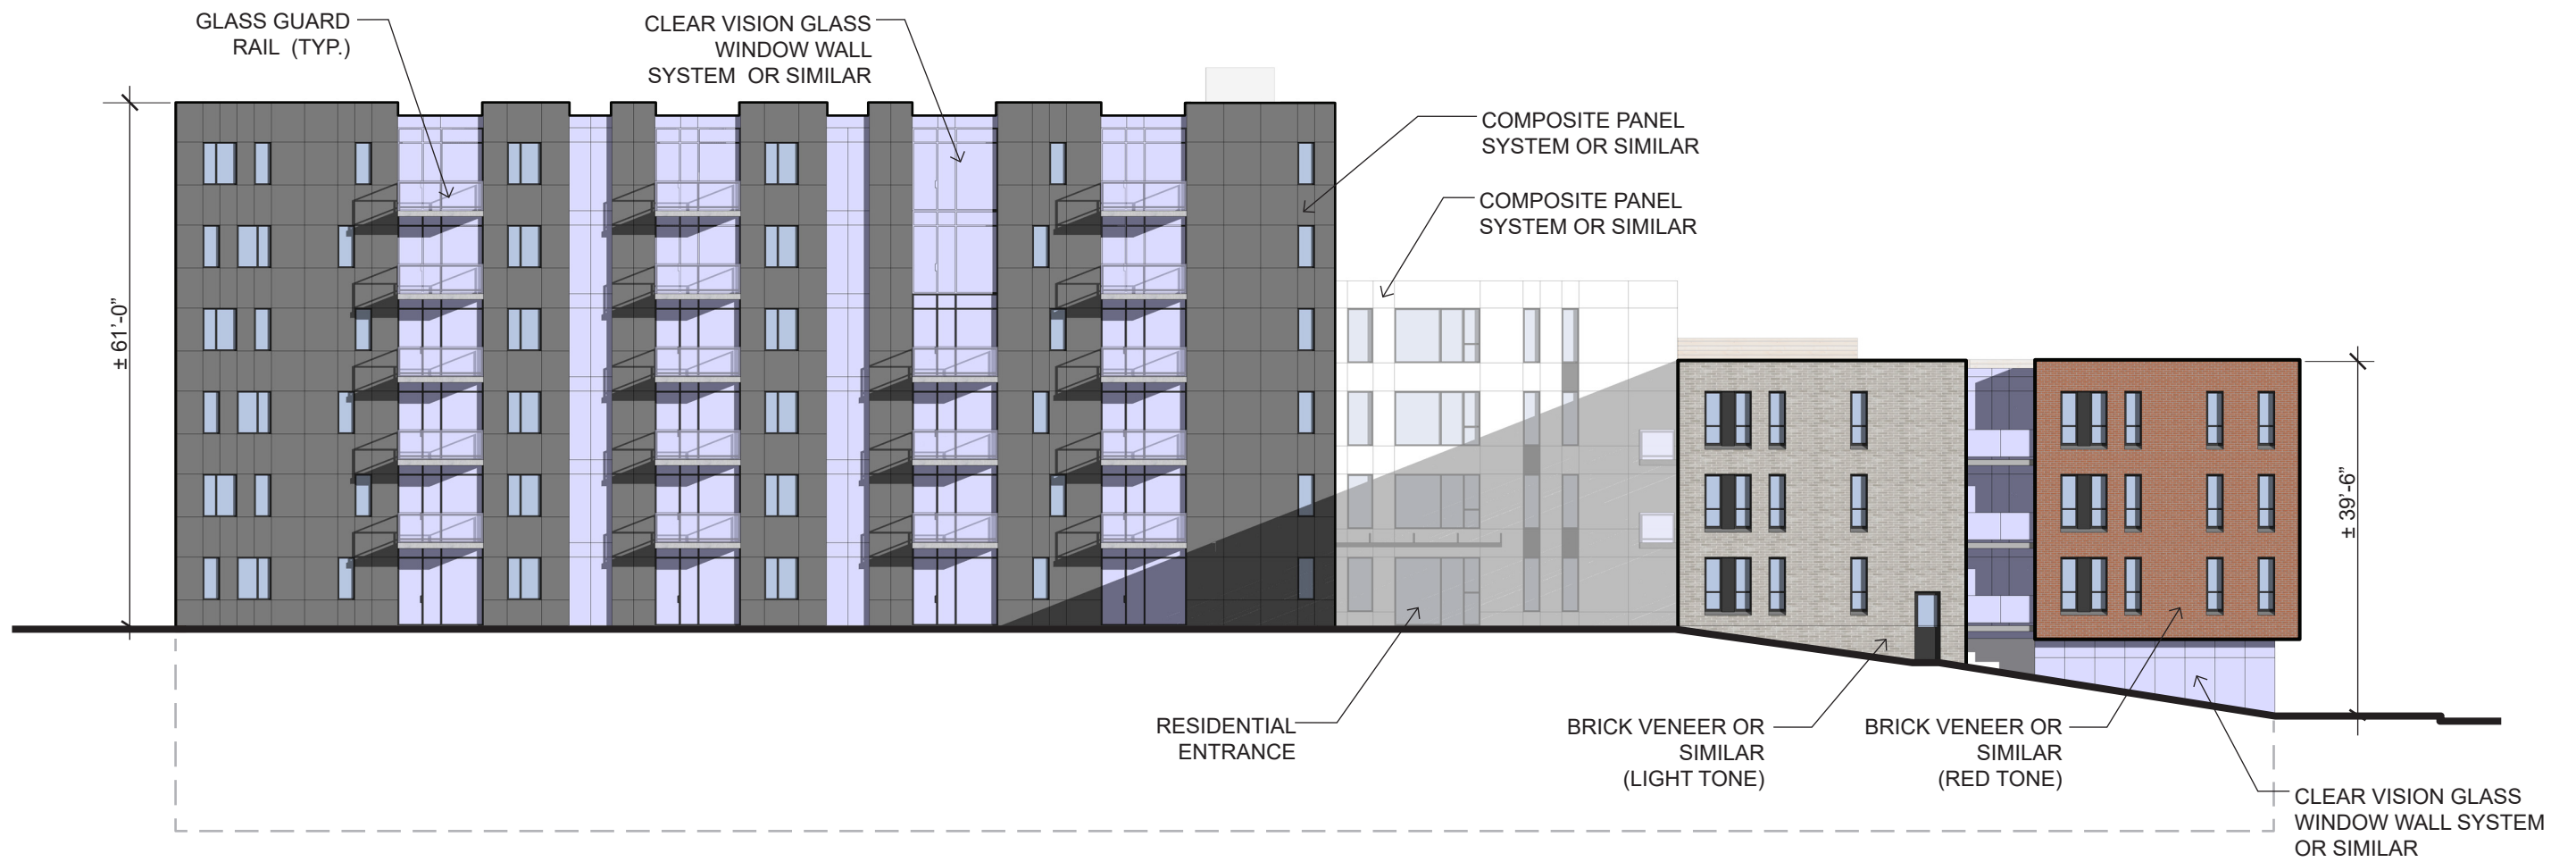 GLASS GUARD
RAIL (TYP.)
CLEAR VISION GLASS
WINDOW WALL
SYSTEM OR SIMILAR
COMPOSITE PANEL
SYSTEM OR SIMILAR
COMPOSITE PANEL
SYSTEM OR SIMILAR
± 61'-0"
± 39'-6"
RESIDENTIAL
ENTRANCE
BRICK VENEER OR
SIMILAR
(LIGHT TONE)
BRICK VENEER OR
SIMILAR
(RED TONE)
CLEAR VISION GLASS
WINDOW WALL SYSTEM
OR SIMILAR